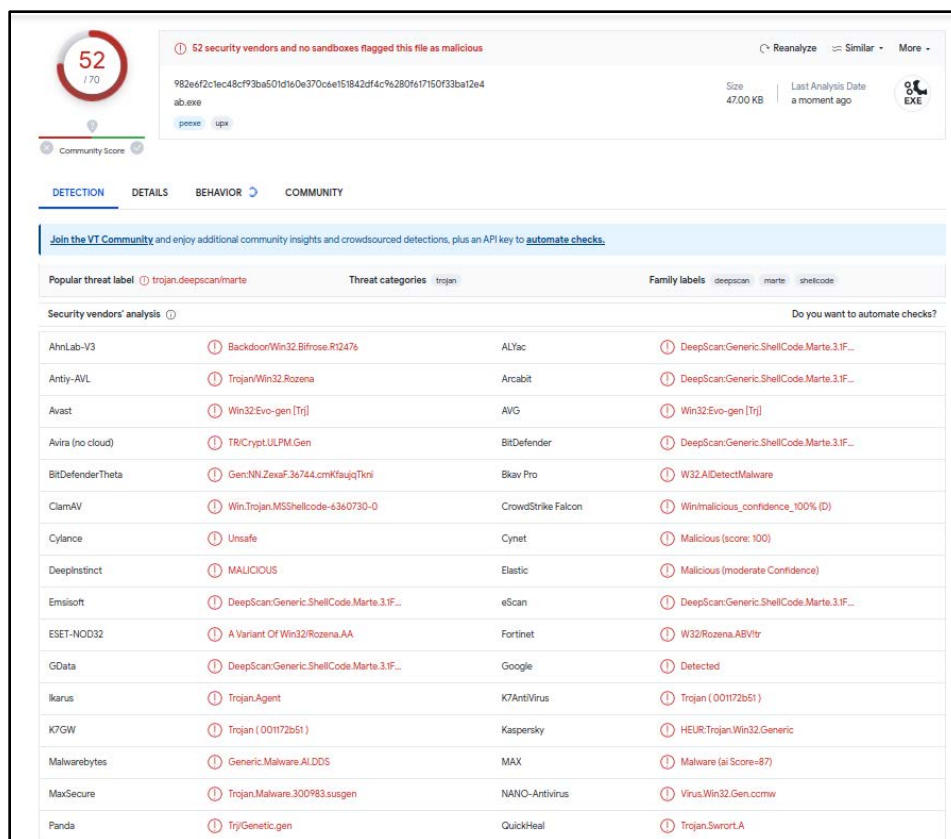 52
/ 70
Community Score
52 security vendors and no sandboxes flagged this file as malicious
Reanalyze Similar More
982e6f2c1ec48cf93ba501d160e370c6e151842df4c96280f617150f33ba12e4
ab.exe
peexe upx
Size
47.00 KB
Last Analysis Date
a moment ago
EXE
DETECTION DETAILS BEHAVIOR COMMUNITY
Join the VT Community and enjoy additional community insights and crowdsourced detections, plus an API key to automate checks.
Popular threat label trojan.deepscan/marte Threat categories trojan Family labels deepscan marte shellcode
Security vendors' analysis Do you want to automate checks?
AhnLab-V3 Backdoor/Win32.Bifrose.R12476 ALYac DeepScan:Generic.ShellCode.Marte.3.1F...
Antiy-AVL Trojan/Win32.Rozena Arcabit DeepScan:Generic.ShellCode.Marte.3.1F...
Avast Win32:Evo-gen [Trj] AVG Win32:Evo-gen [Trj]
Avira (no cloud) TR/Crypt.ULPM.Gen BitDefender DeepScan:Generic.ShellCode.Marte.3.1F...
BitDefenderTheta Gen:NN.ZexaF.36744.cmKfaujqTkni Bkav Pro W32.AIDetectMalware
ClamAV Win.Trojan.MSShellcode-6360730-0 CrowdStrike Falcon Win/malicious_confidence_100% (D)
Cylance Unsafe Cynet Malicious (score: 100)
DeepInstinct MALICIOUS Elastic Malicious (moderate Confidence)
Emsisoft DeepScan:Generic.ShellCode.Marte.3.1F... eScan DeepScan:Generic.ShellCode.Marte.3.1F...
ESET-NOD32 A Variant Of Win32/Rozena.AA Fortinet W32/Rozena.ABV!tr
GData DeepScan:Generic.ShellCode.Marte.3.1F... Google Detected
Ikarus Trojan.Agent K7AntiVirus Trojan ( 001172b51 )
K7GW Trojan ( 001172b51 ) Kaspersky HEUR:Trojan.Win32.Generic
Malwarebytes Generic.Malware.AI.DDS MAX Malware (ai Score=87)
MaxSecure Trojan.Malware.300983.susgen NANO-Antivirus Virus.Win32.Gen.ccmw
Panda Trj/Genetic.gen QuickHeal Trojan.Swrort.A